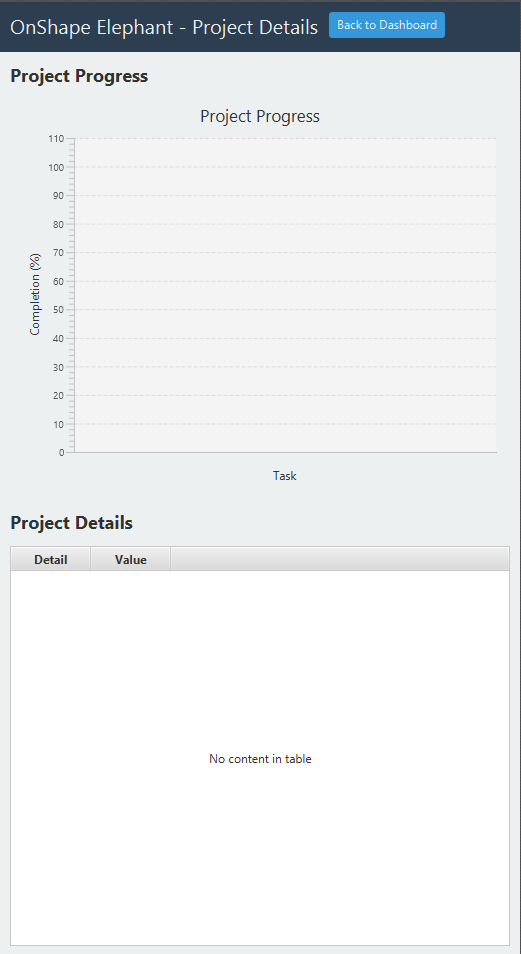 OnShape Elephant - Project Details
Back to Dashboard
Project Progress
Project Progress
110
100
90
80
70
60
50
40
30
20
10
0
Completion (%)
Task
Project Details
Detail Value
No content in table